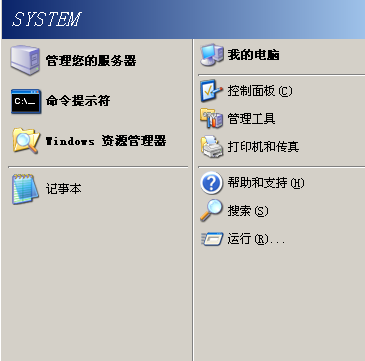 SYSTEM
管理您的服务器
命令提示符
C:\_
Windows 资源管理器
记事本
我的电脑
控制面板(C)
管理工具
打印机和传真
帮助和支持(H)
搜索(S)
运行(R)...